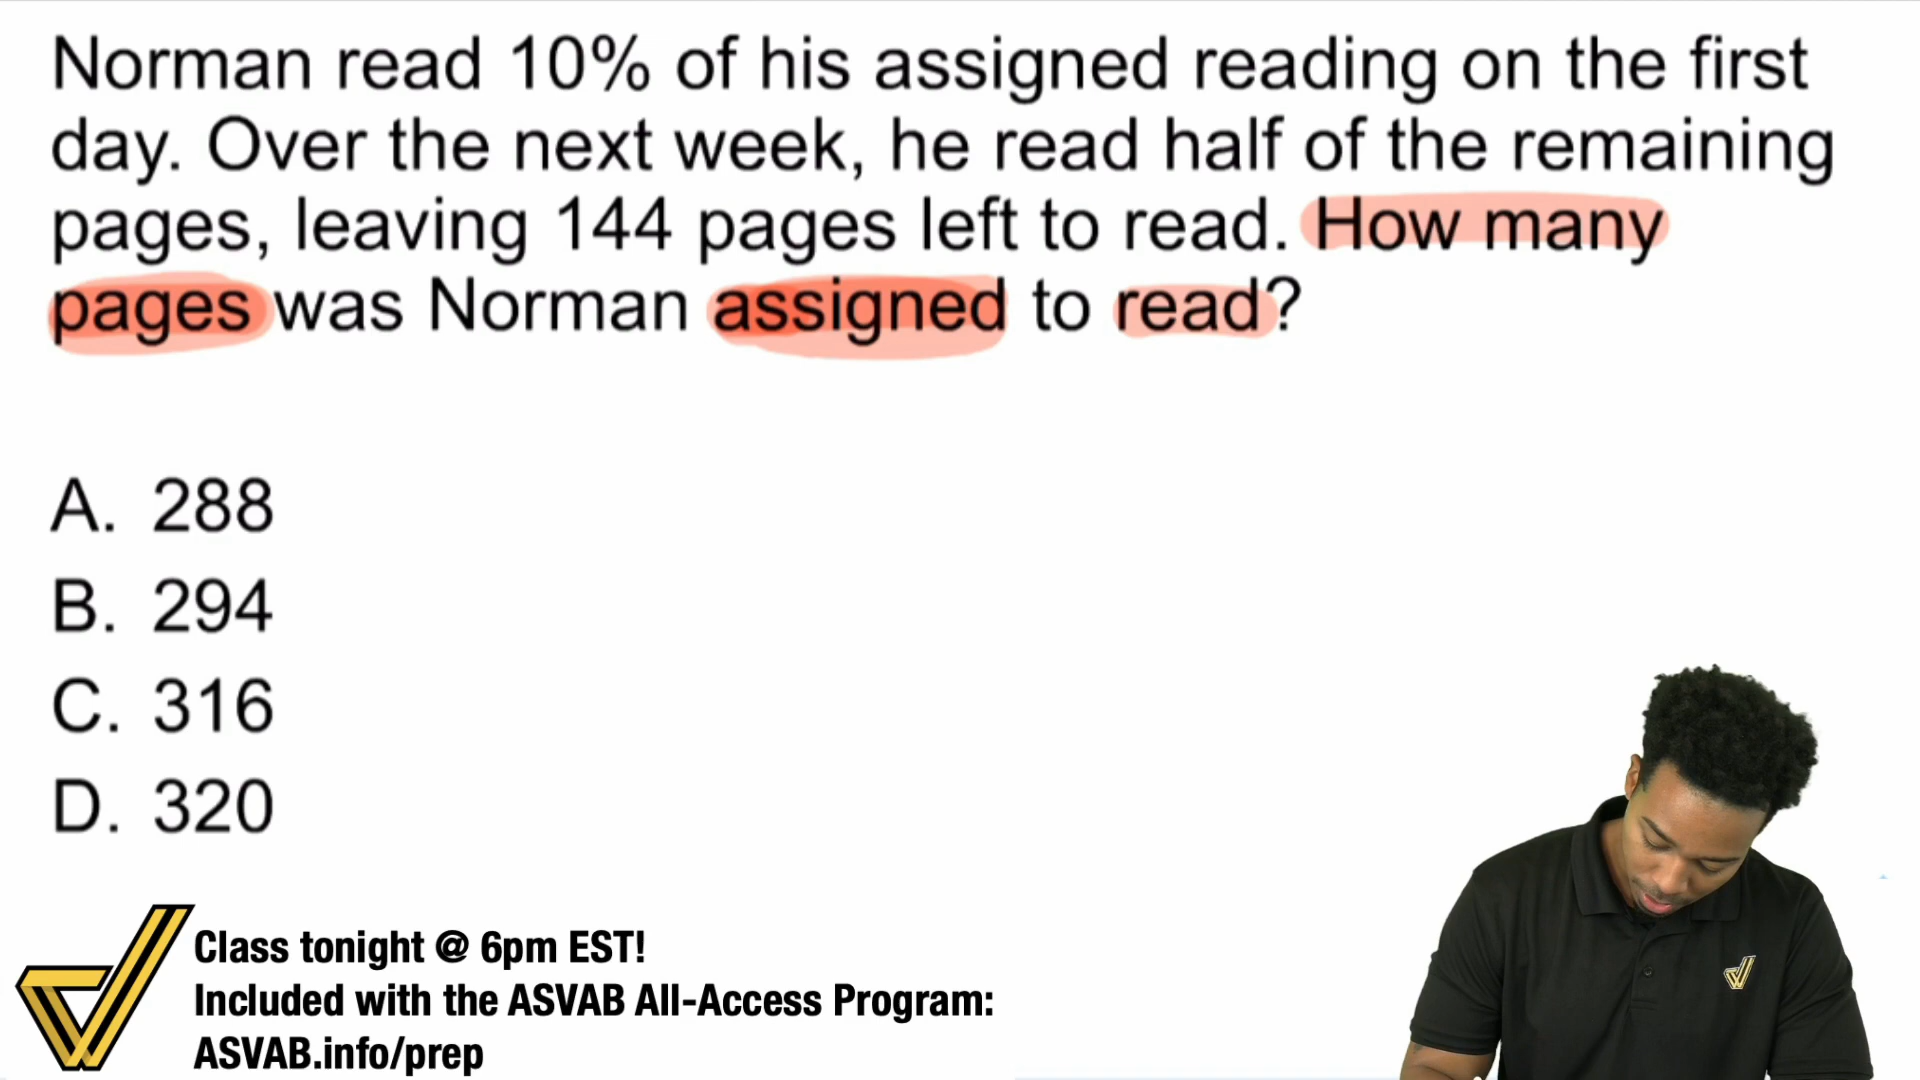 Norman read 10% of his assigned reading on the first
day. Over the next week, he read half of the remaining
pages, leaving 144 pages left to read. How many
pages was Norman assigned to read?
A. 288
B. 294
C. 316
D. 320
Class tonight @ 6pm EST!
Included with the ASVAB All-Access Program:
ASVAB.info/prep